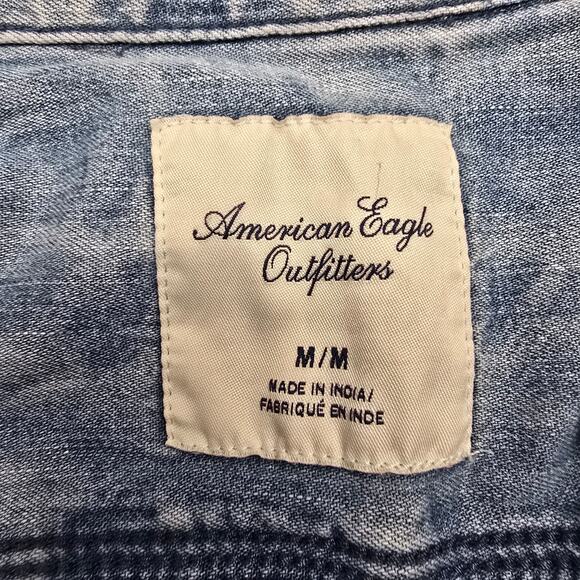 American Eagle
Outfitters
M/M
MADE IN INDIA/
FABRIQUÉ EN INDE